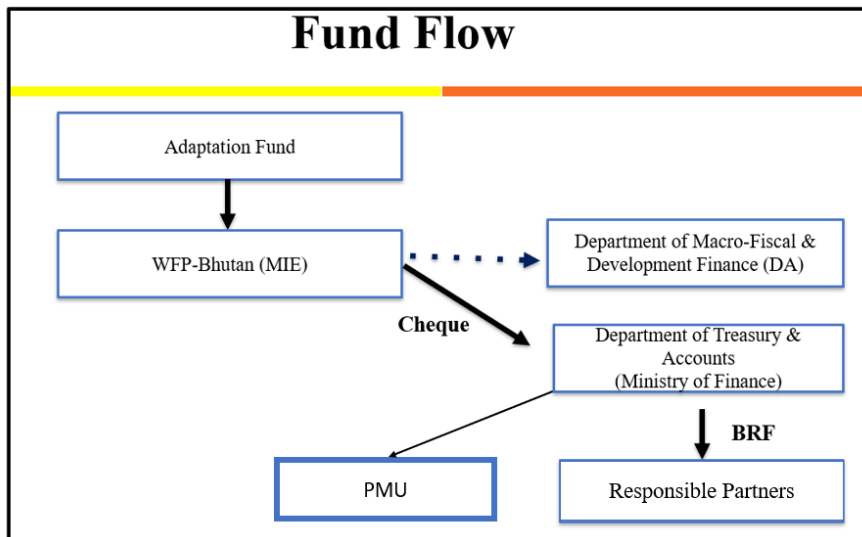 Fund Flow
Adaptation Fund
WFP-Bhutan (MIE)
Department of Macro-Fiscal &
Development Finance (DA)
Cheque
Department of Treasury &
Accounts
(Ministry of Finance)
BRF
PMU
Responsible Partners